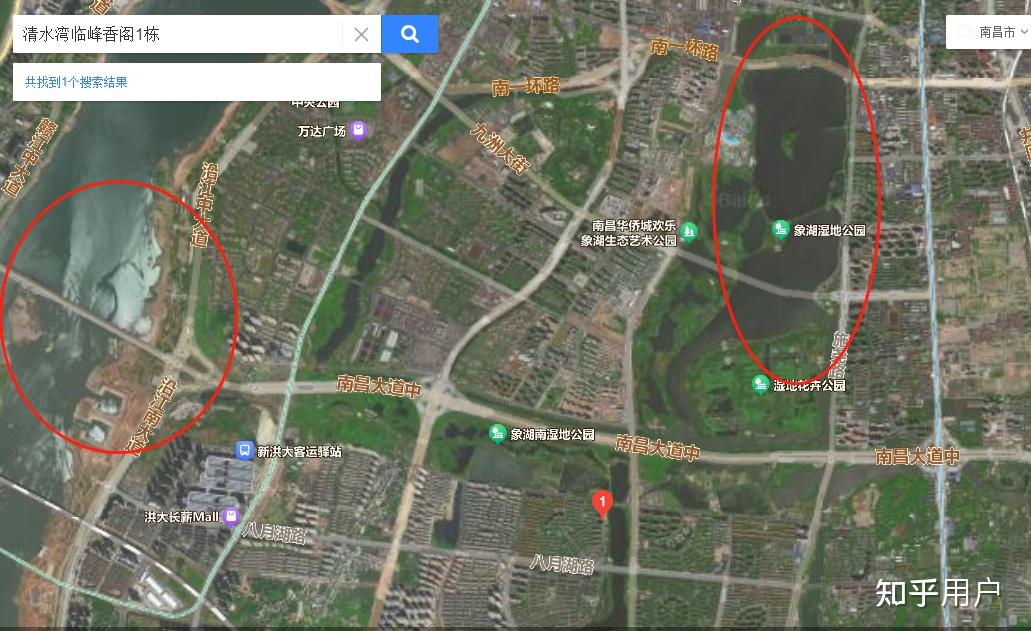 清水湾临峰香阁1栋
南昌市
共找到1个搜索结果
南一环路
南一环路
万达广场
九洲大街
赣江中大道
沿江中大道
南昌华侨城欢乐
象湖生态艺术公园
象湖湿地公园
湿地花卉公园
南昌大道中
沿江南大道
象湖南湿地公园
南昌大道中
南昌大道中
新洪大客运驿站
1
洪大长薪Mall
八月湖路
八月湖路
知乎用户